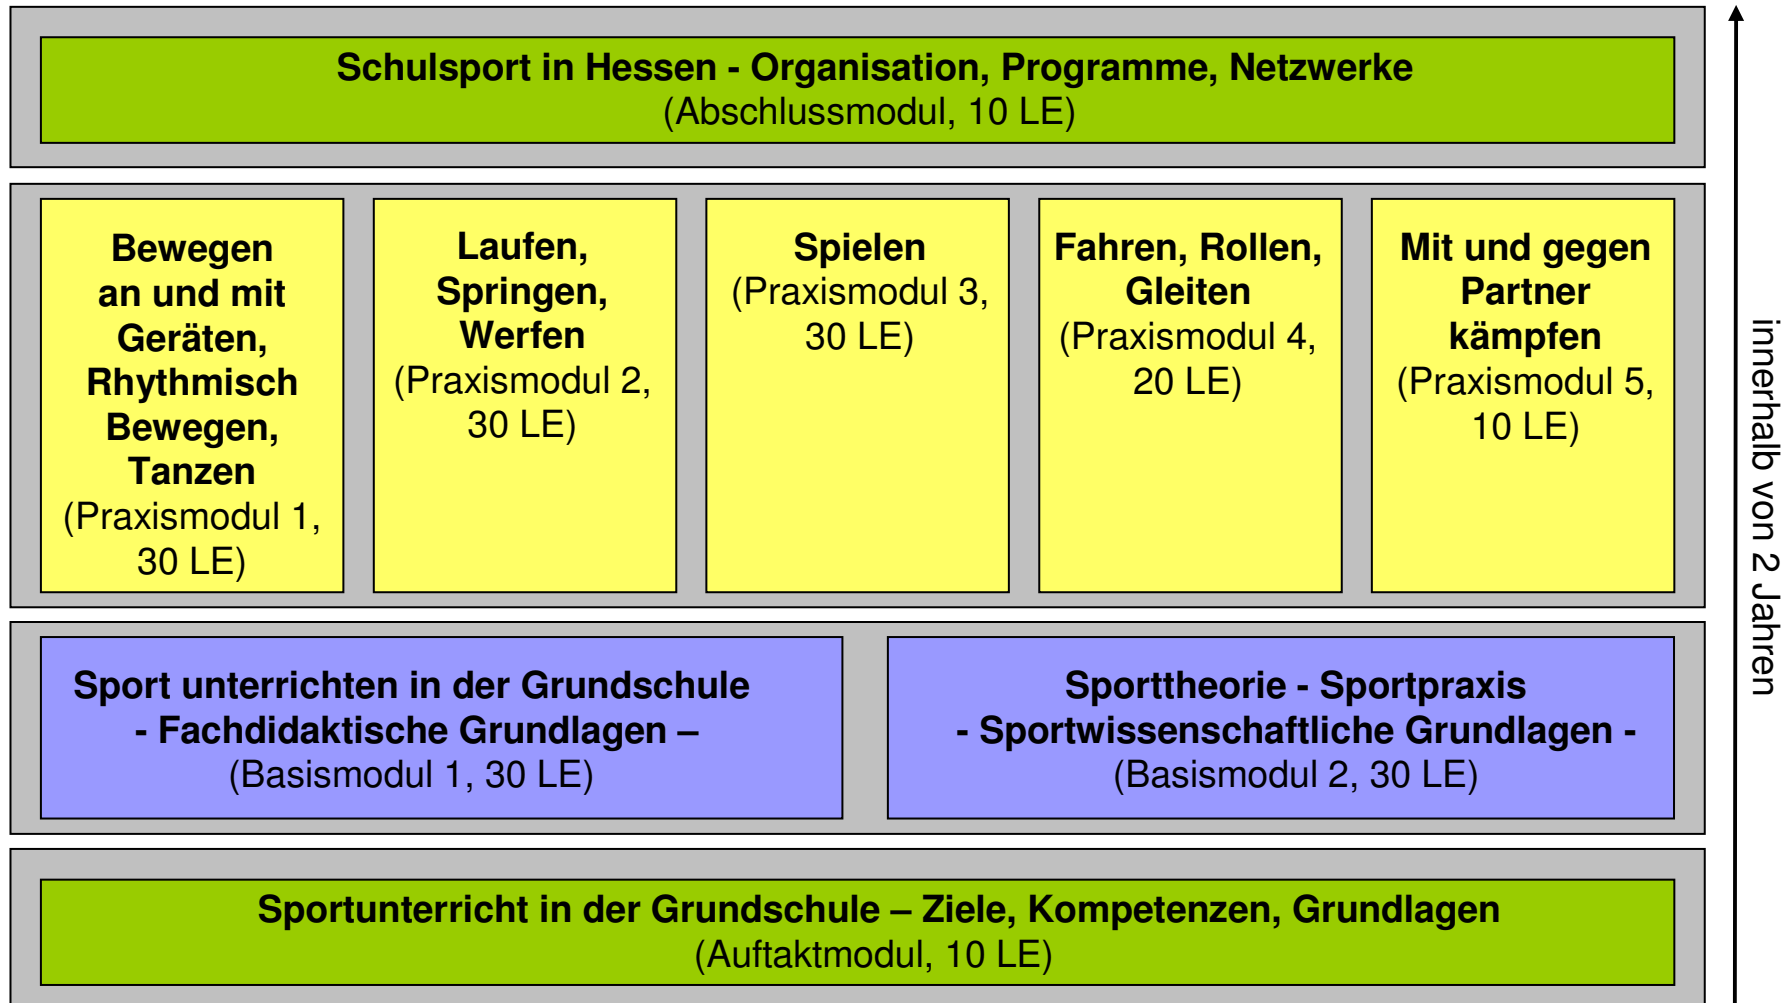 Schulsport in Hessen - Organisation, Programme, Netzwerke
(Abschlussmodul, 10 LE)
Bewegen
an und mit
Geräten,
Rhythmisch
Bewegen,
Tanzen
(Praxismodul 1,
30 LE)
Laufen,
Springen,
Werfen
(Praxismodul 2,
30 LE)
Spielen
(Praxismodul 3,
30 LE)
Fahren, Rollen,
Gleiten
(Praxismodul 4,
20 LE)
Mit und gegen
Partner
kämpfen
(Praxismodul 5,
10 LE)
Sport unterrichten in der Grundschule
- Fachdidaktische Grundlagen –
(Basismodul 1, 30 LE)
Sporttheorie - Sportpraxis
- Sportwissenschaftliche Grundlagen -
(Basismodul 2, 30 LE)
Sportunterricht in der Grundschule – Ziele, Kompetenzen, Grundlagen
(Auftaktmodul, 10 LE)
innerhalb von 2 Jahren